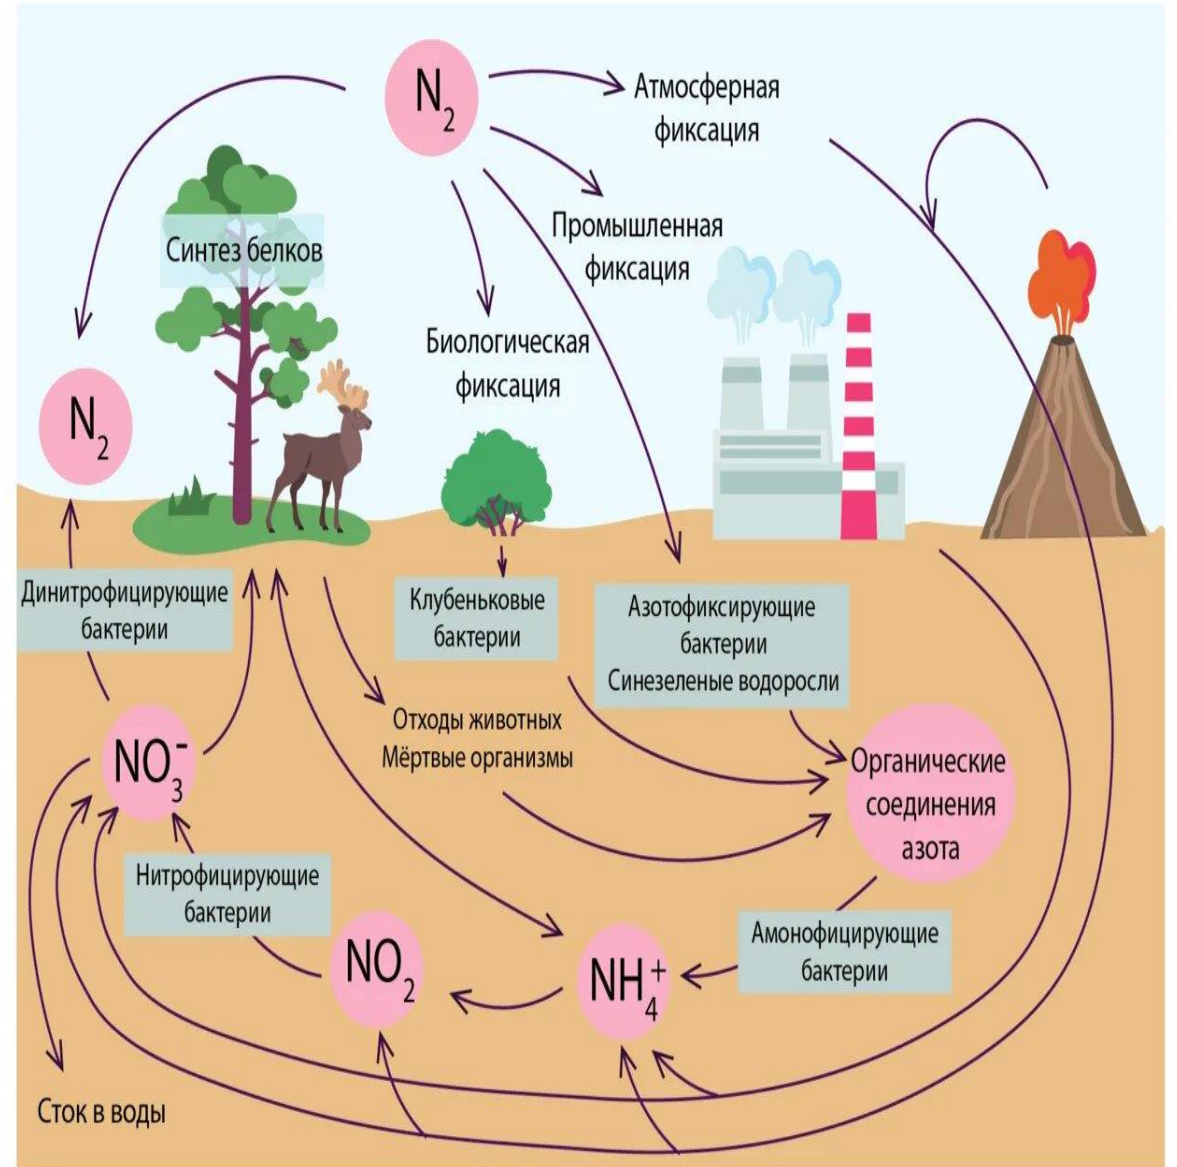 N2
Атмосферная
фиксация
Промышленная
фиксация
Синтез белков
Биологическая
фиксация
N2
Динитрофицирующие
бактерии
Клубеньковые
бактерии
Азотофиксирующие
бактерии
Синезеленые водоросли
Отходы животных
Мёртвые организмы
NO3-
Органические
соединения
азота
Нитрофицирующие
бактерии
NO2
NH4+
Амонофицирующие
бактерии
Сток в воды